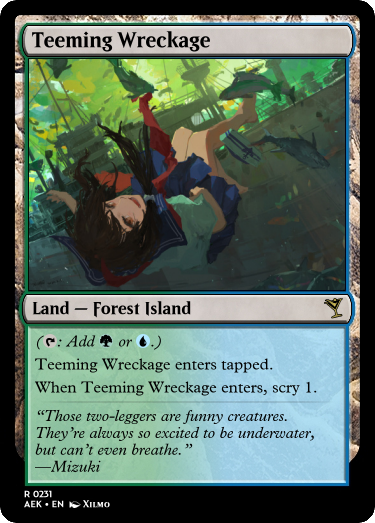 Teeming Wreckage
Land — Forest Island
(: Add or .)
Teeming Wreckage enters tapped.
When Teeming Wreckage enters, scry 1.
“Those two-leggers are funny creatures.
They’re always so excited to be underwater,
but can’t even breathe.”
—Mizuki
R 0231
AEK • EN Xilmo